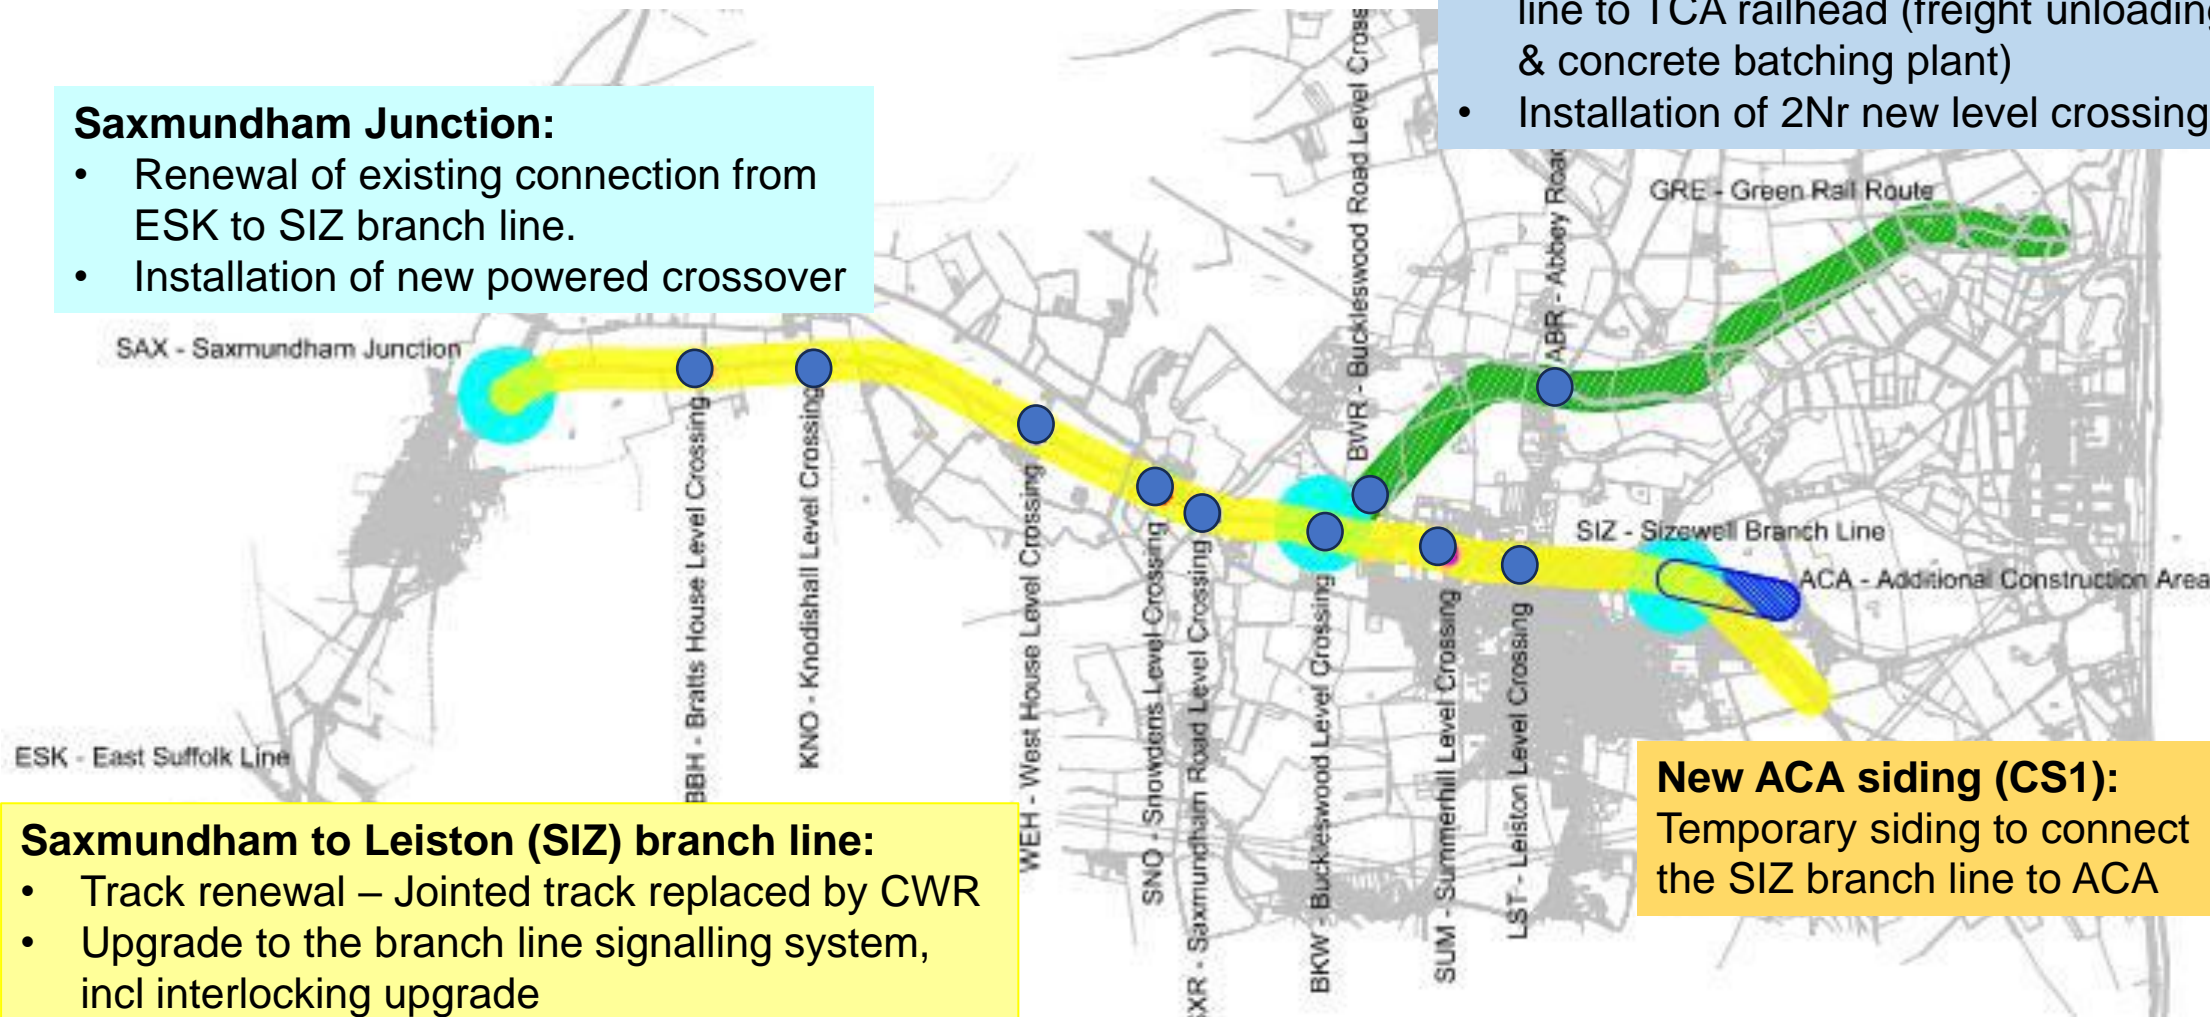 line to TCA railhead (freight unloading
& concrete batching plant)
• Installation of 2Nr new level crossing
Saxmundham Junction:
• Renewal of existing connection from
ESK to SIZ branch line.
• Installation of new powered crossover
SAX - Saxmundham Junction
GRE - Green Rail Route
BWR - Buckleswood Road Level Cross
ABR - Abbey Road
SIZ - Sizewell Branch Line
ACA - Additional Construction Area
BBH - Bratts House Level Crossing
KNO - Knodishall Level Crossing
WEH - West House Level Crossing
SNO - Snowdens Level Crossing
SXR - Saxmundham Road Level Crossing
BKW - Buckleswood Level Crossing
SUM - Summerhill Level Crossing
LST - Leiston Level Crossing
ESK - East Suffolk Line
Saxmundham to Leiston (SIZ) branch line:
• Track renewal – Jointed track replaced by CWR
• Upgrade to the branch line signalling system,
incl interlocking upgrade
New ACA siding (CS1):
Temporary siding to connect
the SIZ branch line to ACA